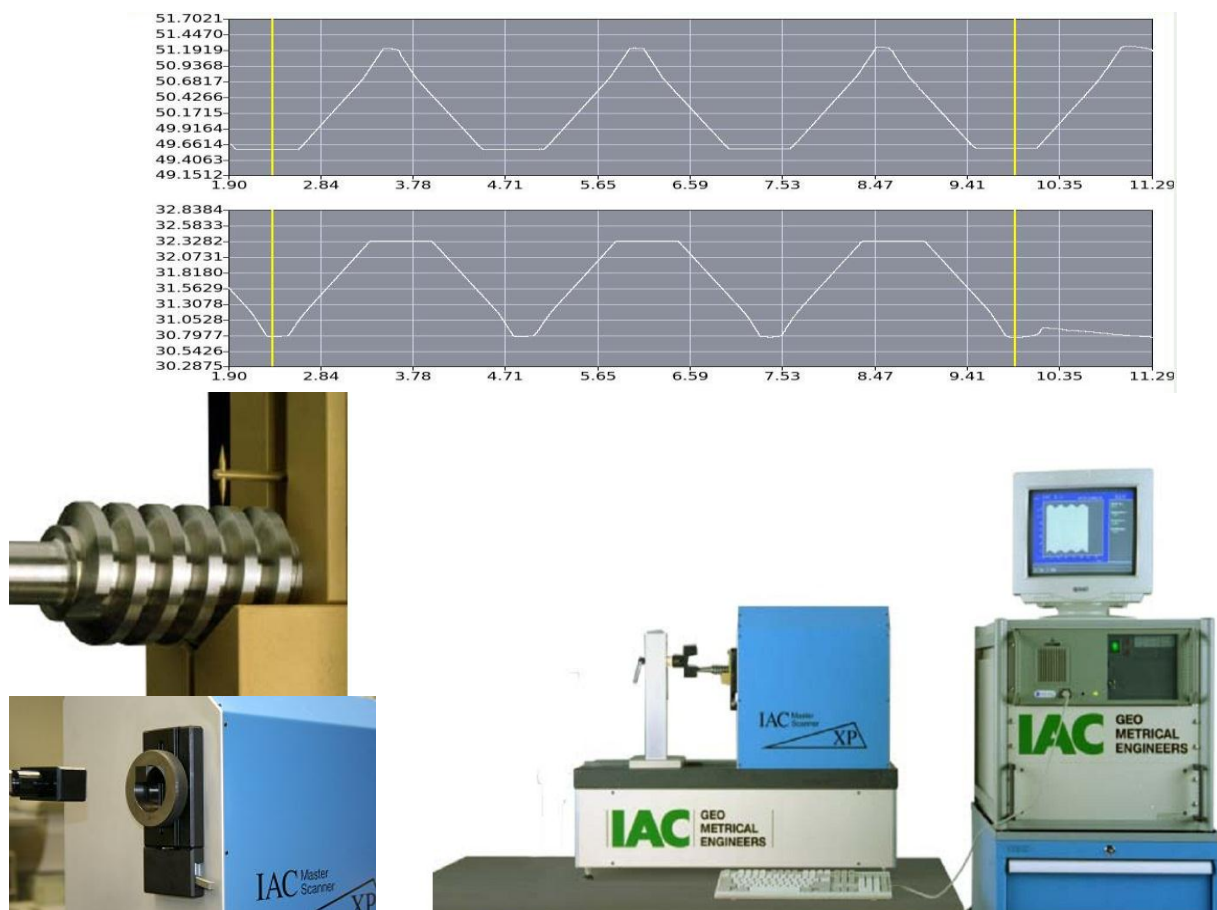 51.7021
51.4470
51.1919
50.9368
50.6817
50.4266
50.1715
49.9164
49.6614
49.4063
49.1512
1.90 2.84 3.78 4.71 5.65 6.59 7.53 8.47 9.41 10.35 11.29
32.8384
32.5833
32.3282
32.0731
31.8180
31.5629
31.3078
31.0528
30.7977
30.5426
30.2875
1.90 2.84 3.78 4.71 5.65 6.59 7.53 8.47 9.41 10.35 11.29
IAC Master
Scanner
XP
IAC GEO
METRICAL
ENGINEERS
IAC Master
Scanner
XP
IAC GEO
METRICAL
ENGINEERS